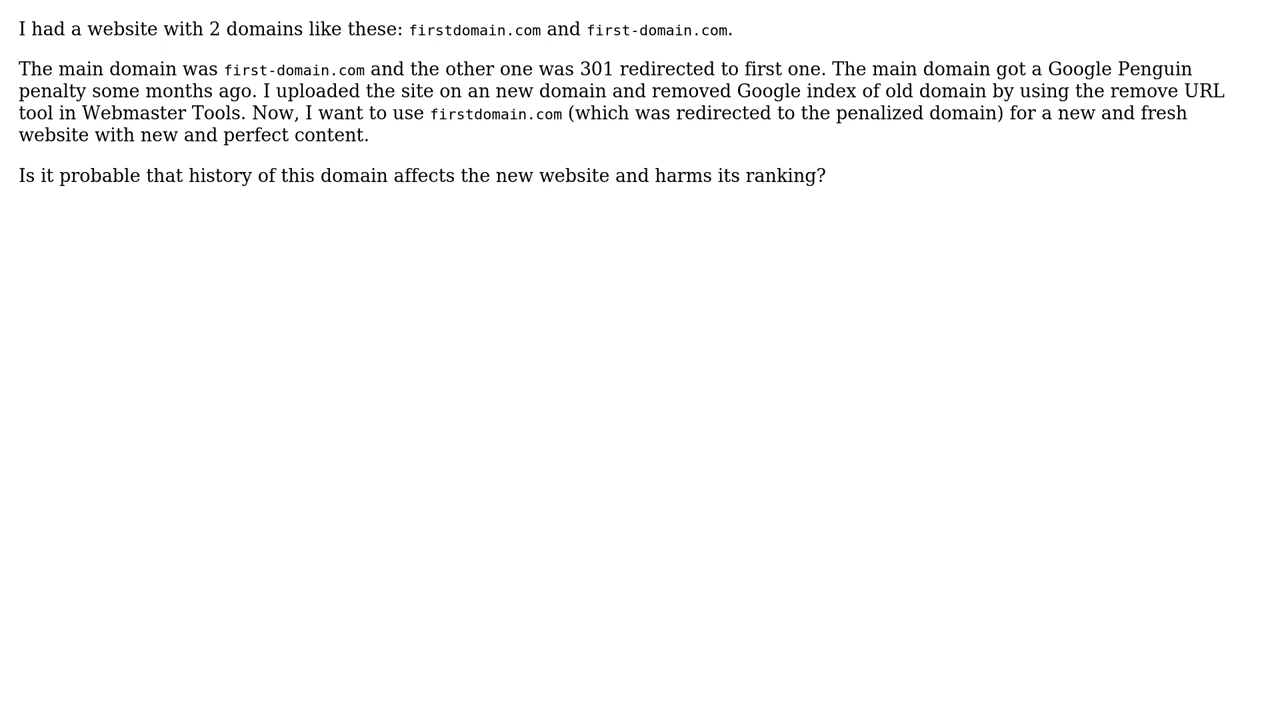 I had a website with 2 domains like these: firstdomain.com and first-domain.com.
The main domain was first-domain.com and the other one was 301 redirected to first one. The main domain got a Google Penguin
penalty some months ago. I uploaded the site on an new domain and removed Google index of old domain by using the remove URL
tool in Webmaster Tools. Now, I want to use firstdomain.com (which was redirected to the penalized domain) for a new and fresh
website with new and perfect content.
Is it probable that history of this domain affects the new website and harms its ranking?